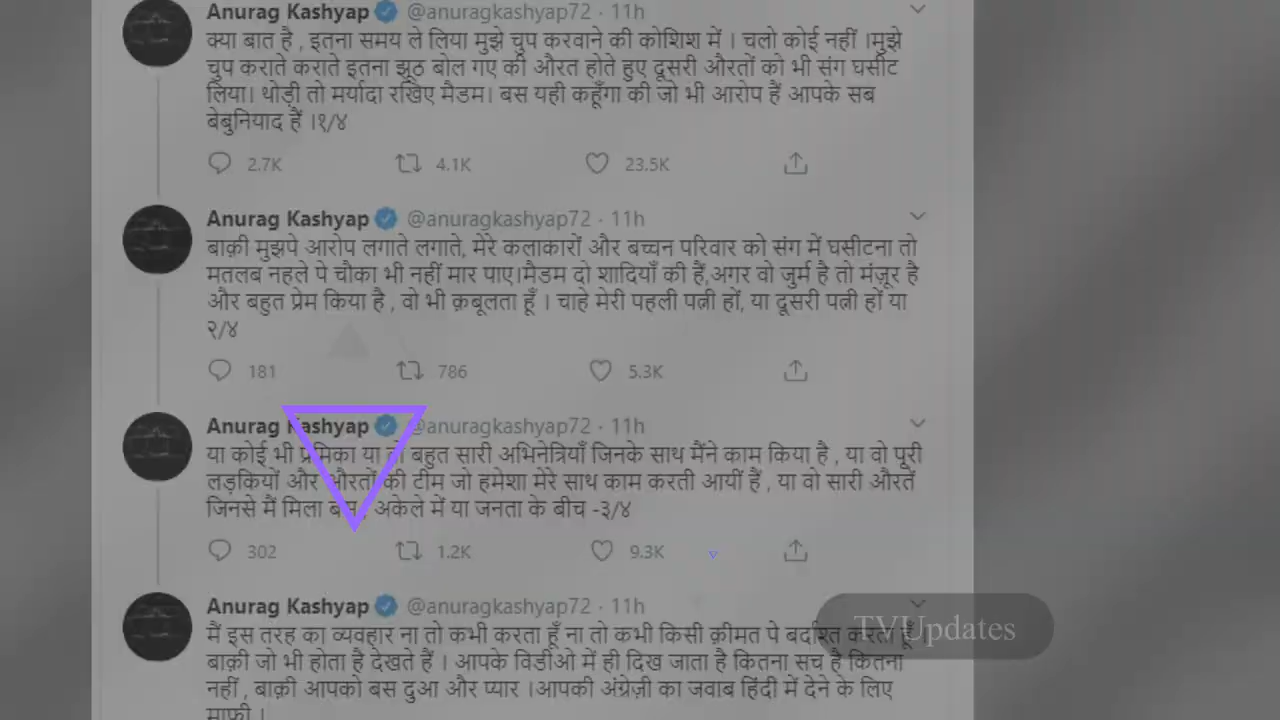 Anurag Kashyap @anuragkashyap72 · 11h
क्या बात है , इतना समय ले लिया मुझे चुप करवाने की कोशिश में । चलो कोई नहीं ।मुझे
चुप कराते कराते इतना झूठ बोल गए की औरत होते हुए दूसरी औरतों को भी संग घसीट
लिया। थोड़ी तो मर्यादा रखिए मैडम। बस यही कहूँगा की जो भी आरोप हैं आपके सब
बेबुनियाद हैं ।१/४
2.7K 4.1K 23.5K
Anurag Kashyap @anuragkashyap72 · 11h
बाक़ी मुझपे आरोप लगाते लगाते, मेरे कलाकारों और बच्चन परिवार को संग में घसीटना तो
मतलब नहले पे चौका भी नहीं मार पाए।मैडम दो शादियाँ की हैं,अगर वो जुर्म है तो मंज़ूर है
और बहुत प्रेम किया है , वो भी क़बूलता हूँ । चाहे मेरी पहली पत्नी हों, या दूसरी पत्नी हों या
२/४
181 786 5.3K
Anurag Kashyap @anuragkashyap72 · 11h
या कोई भी प्रेमिका या वो बहुत सारी अभिनेत्रियाँ जिनके साथ मैंने काम किया है , या वो पूरी
लड़कियों और औरतों की टीम जो हमेशा मेरे साथ काम करती आयीं हैं , या वो सारी औरतें
जिनसे मैं मिला बस , अकेले में या जनता के बीच -३/४
302 1.2K 9.3K
Anurag Kashyap @anuragkashyap72 · 11h
मैं इस तरह का व्यवहार ना तो कभी करता हूँ ना तो कभी किसी क़ीमत पे बर्दाश्त करता हूँ ।
बाक़ी जो भी होता है देखते हैं । आपके विडीओ में ही दिख जाता है कितना सच है कितना
नहीं , बाक़ी आपको बस दुआ और प्यार ।आपकी अंग्रेज़ी का जवाब हिंदी में देने के लिए
माफ़ी ।
TVUpdates